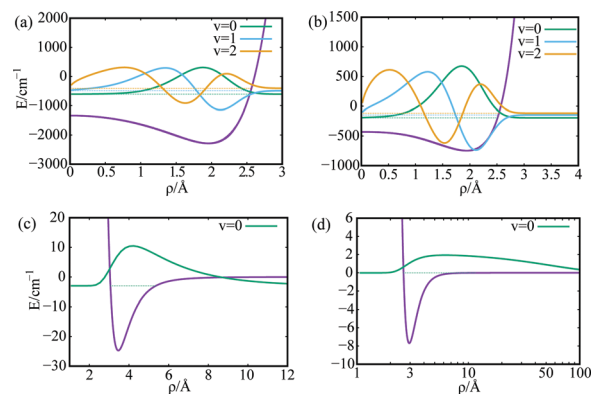 (a)
2000
1000
0
−1000
−2000
−3000
E/cm⁻¹
v=0
v=1
v=2
0 0.5 1 1.5 2 2.5 3
ρ/Å
(b)
1500
1000
500
0
−500
−1000
v=0
v=1
v=2
0 0.5 1 1.5 2 2.5 3 3.5 4
ρ/Å
(c)
20
10
0
−10
−20
−30
E/cm⁻¹
v=0
2 4 6 8 10 12
ρ/Å
(d)
6
4
2
0
−2
−4
−6
−8
−10
v=0
1 3 10 30 100
ρ/Å